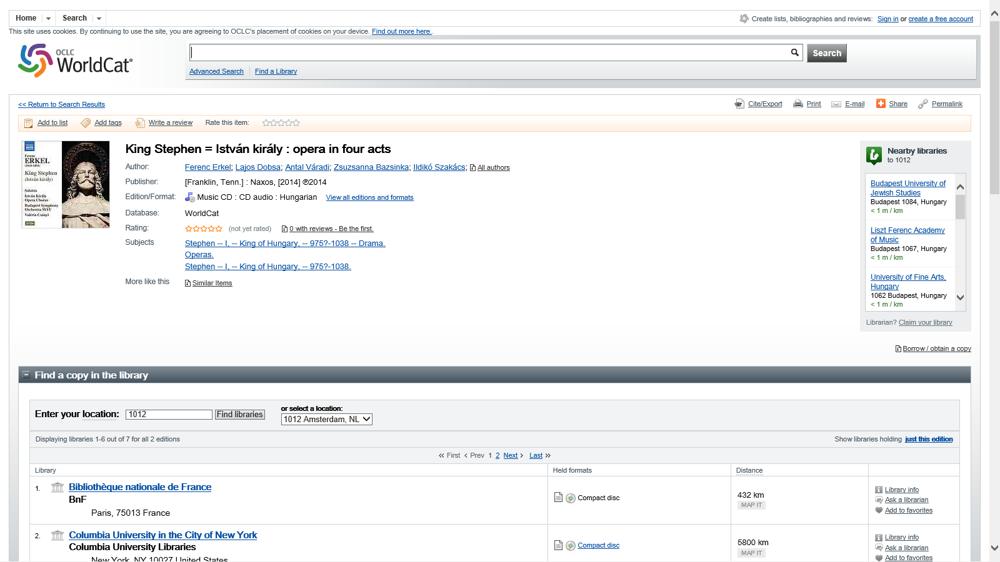 Home
Search
Create lists, bibliographies and reviews: Sign in or create a free account
This site uses cookies. By continuing to use the site, you are agreeing to OCLC's placement of cookies on your device. Find out more here..
OCLC
WorldCat®
Search
Advanced Search
Find a Library
<< Return to Search Results
Cite/Export
Print
E-mail
Share
Permalink
Add to list
Add tags
Write a review
Rate this item:
Ferenc
ERKEL
King Stephen
(István király)
Soloists
István Király
Opera Chorus
Budapest Symphony
Orchestra MÁV
Valéria Csányi
King Stephen = István király : opera in four acts
Author: Ferenc Erkel; Lajos Dobsa; Antal Váradi; Zsuzsanna Bazsinka; Ildikó Szakács; All authors
Publisher: [Franklin, Tenn.] : Naxos, [2014] ℗2014
Edition/Format: Music CD : CD audio : Hungarian View all editions and formats
Database: WorldCat
Rating: (not yet rated) 0 with reviews - Be the first.
Subjects Stephen -- I, -- King of Hungary, -- 975?-1038 -- Drama.
Operas.
Stephen -- I, -- King of Hungary, -- 975?-1038.
More like this Similar Items
Nearby libraries
to 1012
Budapest University of
Jewish Studies
Budapest 1084, Hungary
< 1 m / km
Liszt Ferenc Academy
of Music
Budapest 1067, Hungary
< 1 m / km
University of Fine Arts,
Hungary
1062 Budapest, Hungary
< 1 m / km
Librarian? Claim your library
Borrow / obtain a copy
Find a copy in the library
Enter your location: 1012 Find libraries
or select a location:
1012 Amsterdam, NL
Displaying libraries 1-6 out of 7 for all 2 editions
Show libraries holding just this edition
« First ‹ Prev 1 2 Next › Last »
Library Held formats Distance
1. Bibliothèque nationale de France
BnF
Paris, 75013 France
Compact disc
432 km
MAP IT
Library info
Ask a librarian
Add to favorites
2. Columbia University in the City of New York
Columbia University Libraries
New York, NY 10027 United States
Compact disc
5800 km
MAP IT
Library info
Ask a librarian
Add to favorites